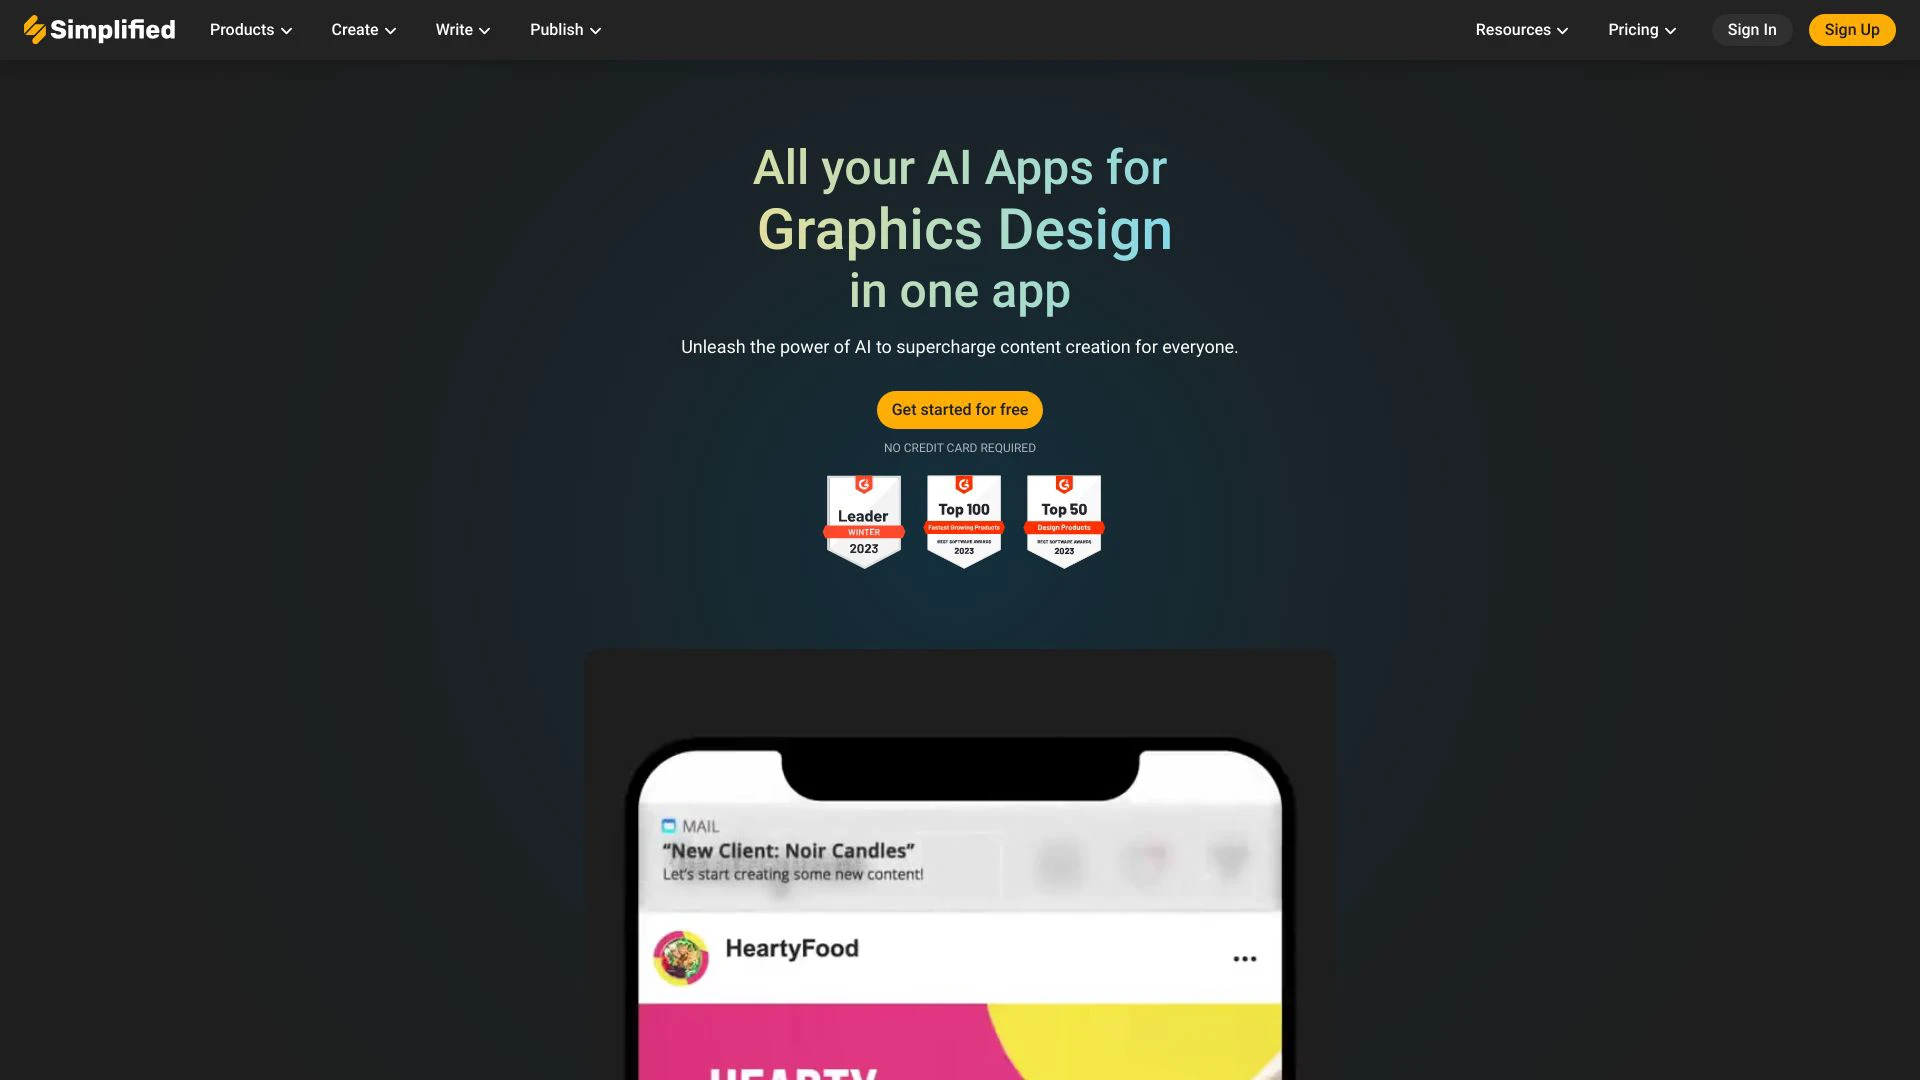 Simplified
Products
Create
Write
Publish
Resources
Pricing
Sign In
Sign Up
All your AI Apps for
Graphics Design
in one app
Unleash the power of AI to supercharge content creation for everyone.
Get started for free
NO CREDIT CARD REQUIRED
Leader
WINTER
2023
Top 100
Fastest Growing Products
BEST SOFTWARE AWARDS
2023
Top 50
Design Products
BEST SOFTWARE AWARDS
2023
MAIL
“New Client: Noir Candles”
Let's start creating some new content!
HeartyFood
HEARTY